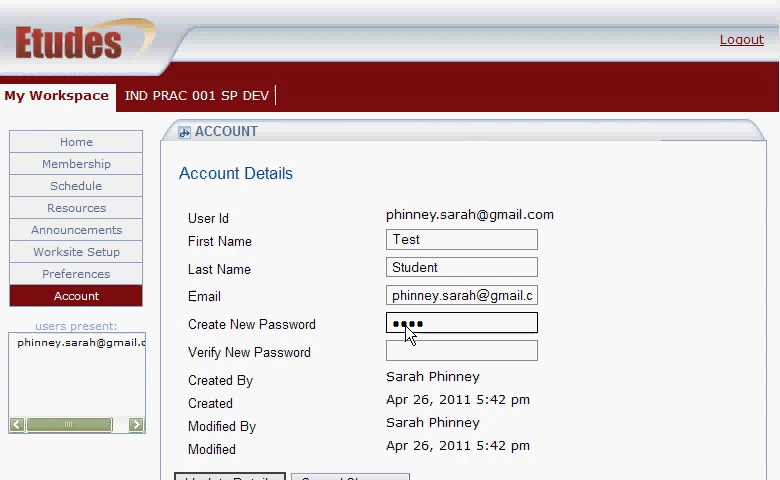 Etudes
Logout
My Workspace IND PRAC 001 SP DEV
Home
Membership
Schedule
Resources
Announcements
Worksite Setup
Preferences
Account
users present:
phinney.sarah@gmail.c
ACCOUNT
Account Details
User Id phinney.sarah@gmail.com
First Name Test
Last Name Student
Email phinney.sarah@gmail.c
Create New Password ••••
Verify New Password
Created By Sarah Phinney
Created Apr 26, 2011 5:42 pm
Modified By Sarah Phinney
Modified Apr 26, 2011 5:42 pm